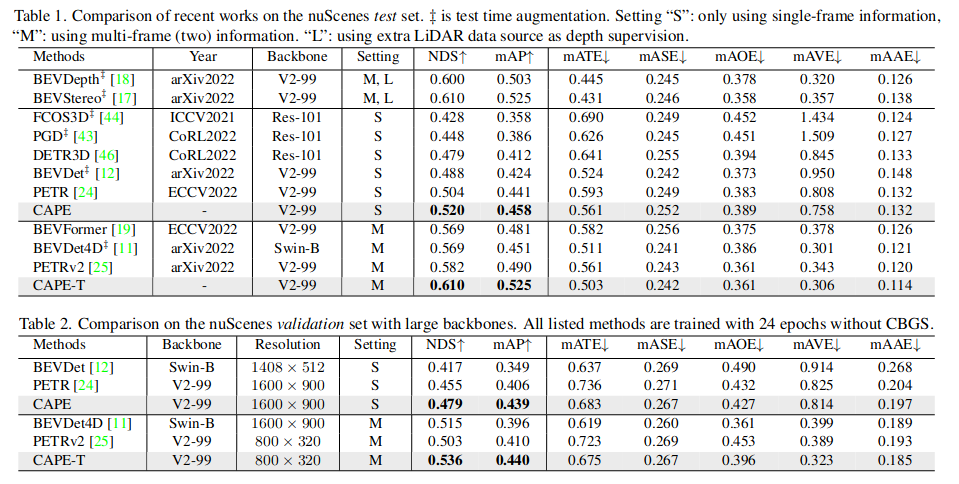 Table 1. Comparison of recent works on the nuScenes test set. ‡ is test time augmentation. Setting “S”: only using single-frame information,
“M”: using multi-frame (two) information. “L”: using extra LiDAR data source as depth supervision.
Methods Year Backbone Setting NDS↑ mAP↑ mATE↓ mASE↓ mAOE↓ mAVE↓ mAAE↓
BEVDepth‡ [18] arXiv2022 V2-99 M, L 0.600 0.503 0.445 0.245 0.378 0.320 0.126
BEVStereo‡ [17] arXiv2022 V2-99 M, L 0.610 0.525 0.431 0.246 0.358 0.357 0.138
FCOS3D‡ [44] ICCV2021 Res-101 S 0.428 0.358 0.690 0.249 0.452 1.434 0.124
PGD‡ [43] CoRL2022 Res-101 S 0.448 0.386 0.626 0.245 0.451 1.509 0.127
DETR3D [46] CoRL2022 Res-101 S 0.479 0.412 0.641 0.255 0.394 0.845 0.133
BEVDet‡ [12] arXiv2022 V2-99 S 0.488 0.424 0.524 0.242 0.373 0.950 0.148
PETR [24] ECCV2022 V2-99 S 0.504 0.441 0.593 0.249 0.383 0.808 0.132
CAPE - V2-99 S 0.520 0.458 0.561 0.252 0.389 0.758 0.132
BEVFormer [19] ECCV2022 V2-99 M 0.569 0.481 0.582 0.256 0.375 0.378 0.126
BEVDet4D‡ [11] arXiv2022 Swin-B M 0.569 0.451 0.511 0.241 0.386 0.301 0.121
PETRv2 [25] arXiv2022 V2-99 M 0.582 0.490 0.561 0.243 0.361 0.343 0.120
CAPE-T - V2-99 M 0.610 0.525 0.503 0.242 0.361 0.306 0.114
Table 2. Comparison on the nuScenes validation set with large backbones. All listed methods are trained with 24 epochs without CBGS.
Methods Backbone Resolution Setting NDS↑ mAP↑ mATE↓ mASE↓ mAOE↓ mAVE↓ mAAE↓
BEVDet [12] Swin-B 1408 × 512 S 0.417 0.349 0.637 0.269 0.490 0.914 0.268
PETR [24] V2-99 1600 × 900 S 0.455 0.406 0.736 0.271 0.432 0.825 0.204
CAPE V2-99 1600 × 900 S 0.479 0.439 0.683 0.267 0.427 0.814 0.197
BEVDet4D [11] Swin-B 1600 × 900 M 0.515 0.396 0.619 0.260 0.361 0.399 0.189
PETRv2 [25] V2-99 800 × 320 M 0.503 0.410 0.723 0.269 0.453 0.389 0.193
CAPE-T V2-99 800 × 320 M 0.536 0.440 0.675 0.267 0.396 0.323 0.185